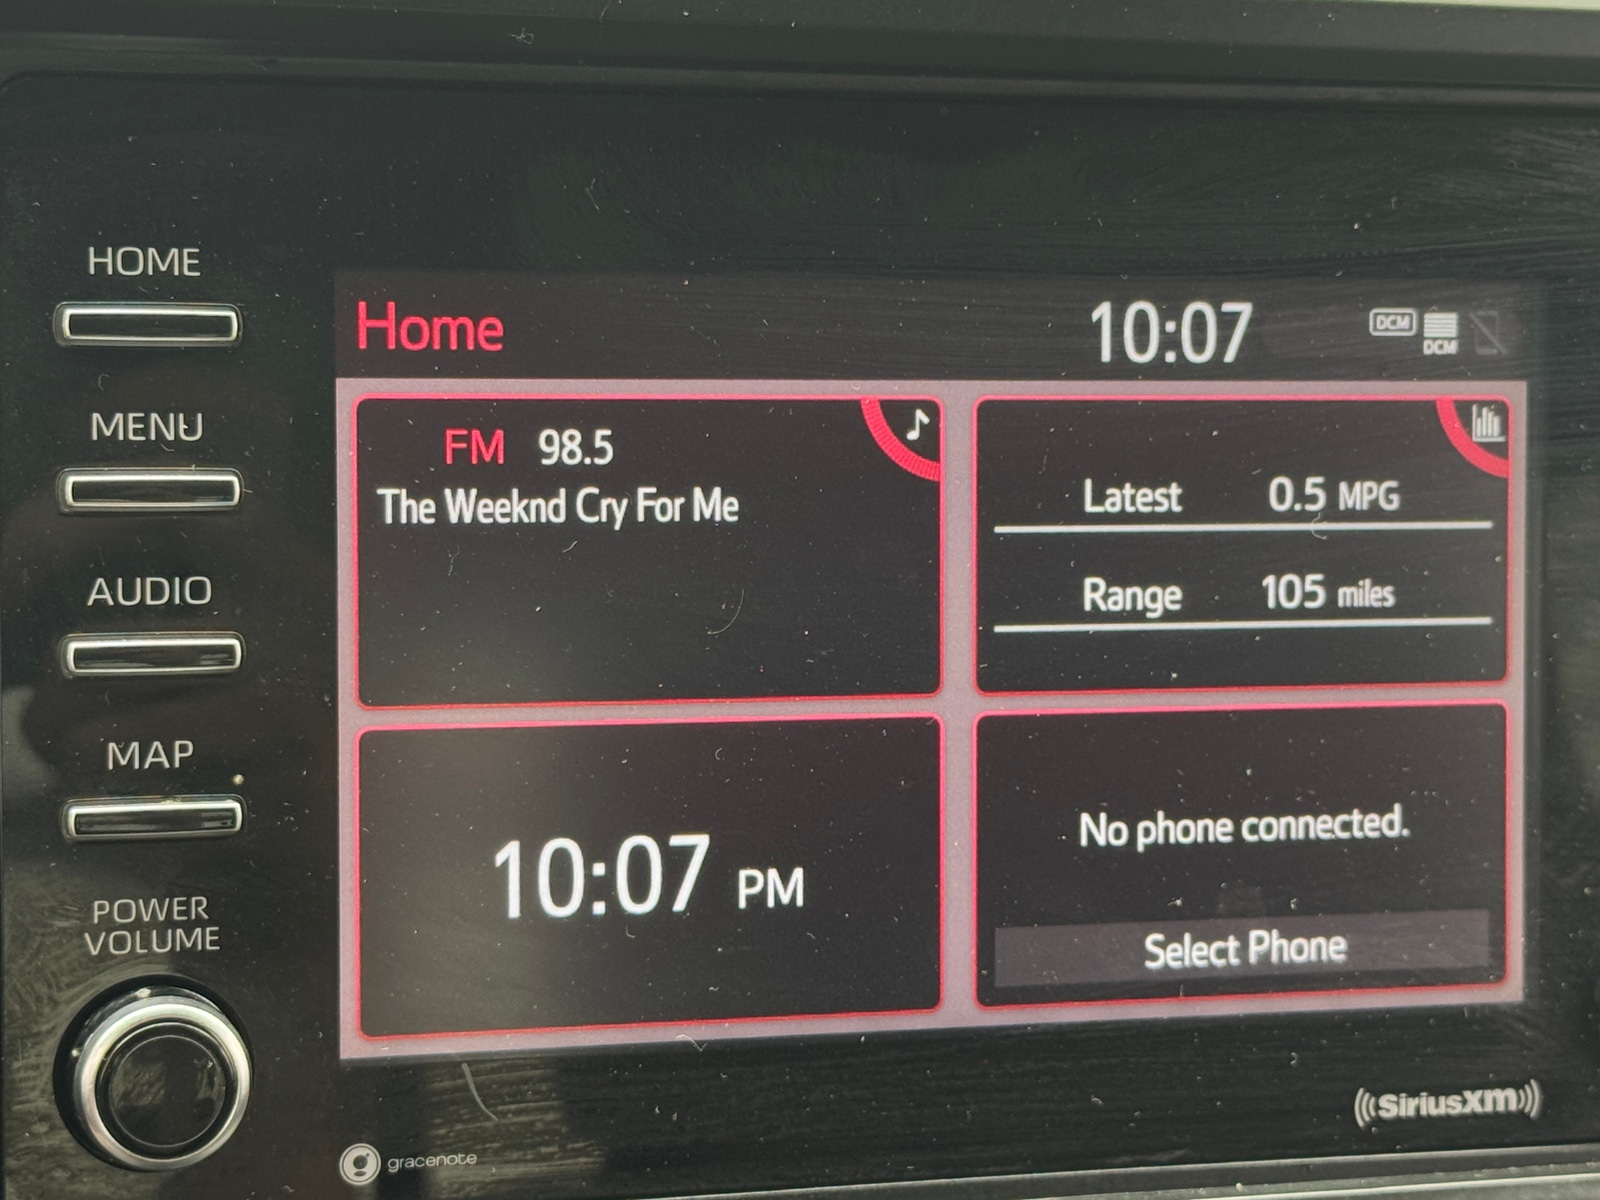 HOME
MENU
AUDIO
MAP
POWER
VOLUME
Home
10:07
DCM
DCM
FM 98.5
The Weeknd Cry For Me
Latest 0.5 MPG
Range 105 miles
10:07 PM
No phone connected.
Select Phone
gracenote
SiriusXM